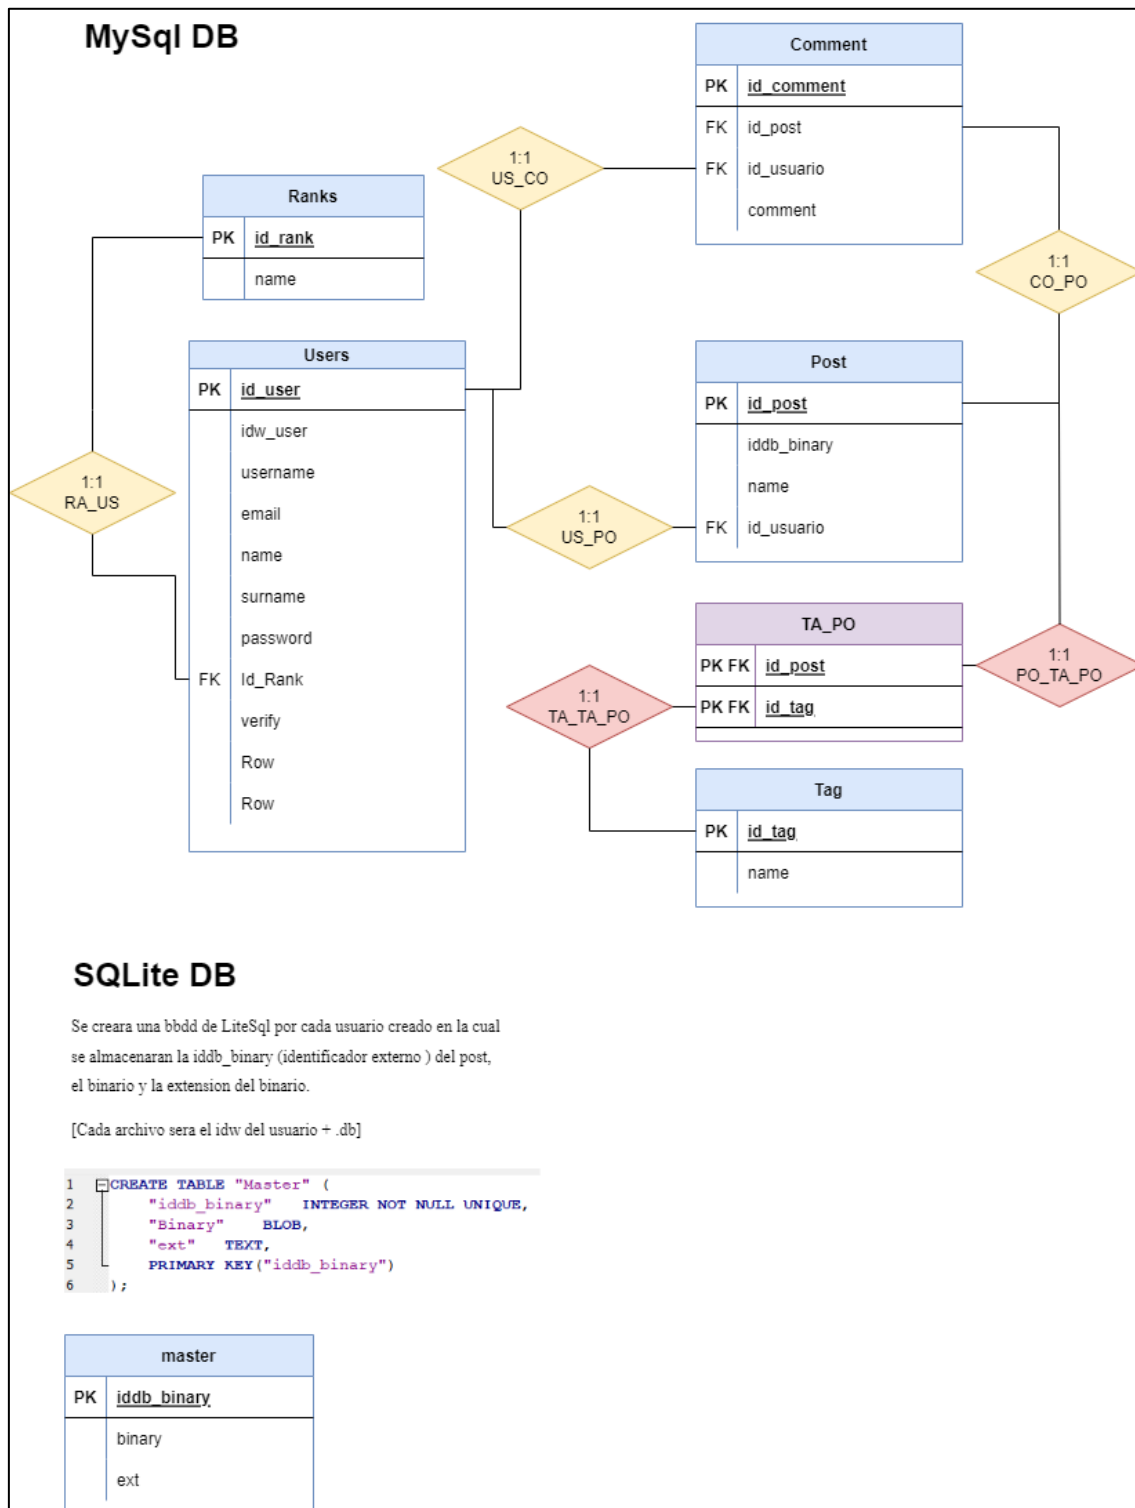 MySql DB
Comment
PK id_comment
FK id_post
FK id_usuario
comment
1:1
US_CO
Ranks
PK id_rank
name
1:1
CO_PO
Users
PK id_user
idw_user
username
email
name
surname
password
FK Id_Rank
verify
Row
Row
1:1
RA_US
Post
PK id_post
iddb_binary
name
FK id_usuario
1:1
US_PO
TA_PO
PK FK id_post
PK FK id_tag
1:1
PO_TA_PO
1:1
TA_TA_PO
Tag
PK id_tag
name
SQLite DB
Se creara una bbdd de LiteSql por cada usuario creado en la cual
se almacenaran la iddb_binary (identificador externo ) del post,
el binario y la extension del binario.
[Cada archivo sera el idw del usuario + .db]
1 CREATE TABLE "Master" (
2 "iddb_binary" INTEGER NOT NULL UNIQUE,
3 "Binary" BLOB,
4 "ext" TEXT,
5 PRIMARY KEY("iddb_binary")
6 );
master
PK iddb_binary
binary
ext